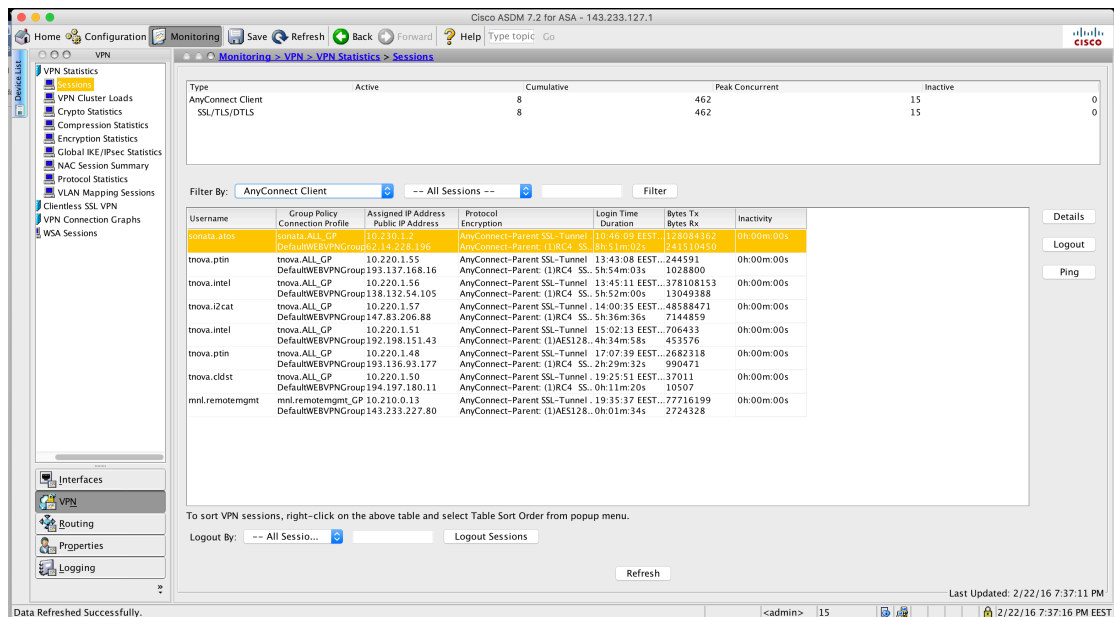 Cisco ASDM 7.2 for ASA - 143.233.127.1
Home Configuration Monitoring Save Refresh Back Forward Help Type topic Go
CISCO
Device List
VPN
Monitoring > VPN > VPN Statistics > Sessions
VPN Statistics
Sessions
VPN Cluster Loads
Crypto Statistics
Compression Statistics
Encryption Statistics
Global IKE/IPsec Statistics
NAC Session Summary
Protocol Statistics
VLAN Mapping Sessions
Clientless SSL VPN
VPN Connection Graphs
WSA Sessions
Interfaces
VPN
Routing
Properties
Logging
Type Active Cumulative Peak Concurrent Inactive
AnyConnect Client 8 462 15 0
SSL/TLS/DTLS 8 462 15 0
Filter By: AnyConnect Client -- All Sessions -- Filter
Username Group Policy Assigned IP Address Protocol Login Time Bytes Tx Inactivity
Connection Profile Public IP Address Encryption Duration Bytes Rx
sonata.atos sonata.ALL_GP 10.230.1.2 AnyConnect-Parent SSL-Tunnel . 10:46:09 EEST... 128084362 0h:00m:00s
DefaultWEBVPNGroup 62.14.228.196 AnyConnect-Parent: (1)RC4 SS.. 8h:51m:02s 241510450
tnova.ptin tnova.ALL_GP 10.220.1.55 AnyConnect-Parent SSL-Tunnel . 13:43:08 EEST... 244591 0h:00m:00s
DefaultWEBVPNGroup 193.137.168.16 AnyConnect-Parent: (1)RC4 SS.. 5h:54m:03s 1028800
tnova.intel tnova.ALL_GP 10.220.1.56 AnyConnect-Parent SSL-Tunnel . 13:45:11 EEST... 378108153 0h:00m:00s
DefaultWEBVPNGroup 138.132.54.105 AnyConnect-Parent: (1)RC4 SS.. 5h:52m:00s 13049388
tnova.i2cat tnova.ALL_GP 10.220.1.57 AnyConnect-Parent SSL-Tunnel . 14:00:35 EEST... 48588471 0h:00m:00s
DefaultWEBVPNGroup 147.83.206.88 AnyConnect-Parent: (1)RC4 SS.. 5h:36m:36s 7144859
tnova.intel tnova.ALL_GP 10.220.1.51 AnyConnect-Parent SSL-Tunnel . 15:02:13 EEST... 706433 0h:00m:00s
DefaultWEBVPNGroup 192.198.151.43 AnyConnect-Parent: (1)AES128.. 4h:34m:58s 453576
tnova.ptin tnova.ALL_GP 10.220.1.48 AnyConnect-Parent SSL-Tunnel . 17:07:39 EEST... 2682318 0h:00m:00s
DefaultWEBVPNGroup 193.136.93.177 AnyConnect-Parent: (1)RC4 SS.. 2h:29m:32s 990471
tnova.cldst tnova.ALL_GP 10.220.1.50 AnyConnect-Parent SSL-Tunnel . 19:25:51 EEST... 37011 0h:00m:00s
DefaultWEBVPNGroup 194.197.180.11 AnyConnect-Parent: (1)RC4 SS.. 0h:11m:20s 10507
mnl.remotemgmt mnl.remotemgmt_GP 10.210.0.13 AnyConnect-Parent SSL-Tunnel . 19:35:37 EEST... 77716199 0h:00m:00s
DefaultWEBVPNGroup 143.233.227.80 AnyConnect-Parent: (1)AES128.. 0h:01m:34s 2724328
Details
Logout
Ping
To sort VPN sessions, right-click on the above table and select Table Sort Order from popup menu.
Logout By: -- All Sessio... Logout Sessions
Refresh
Last Updated: 2/22/16 7:37:11 PM
Data Refreshed Successfully. <admin> 15 2/22/16 7:37:16 PM EEST